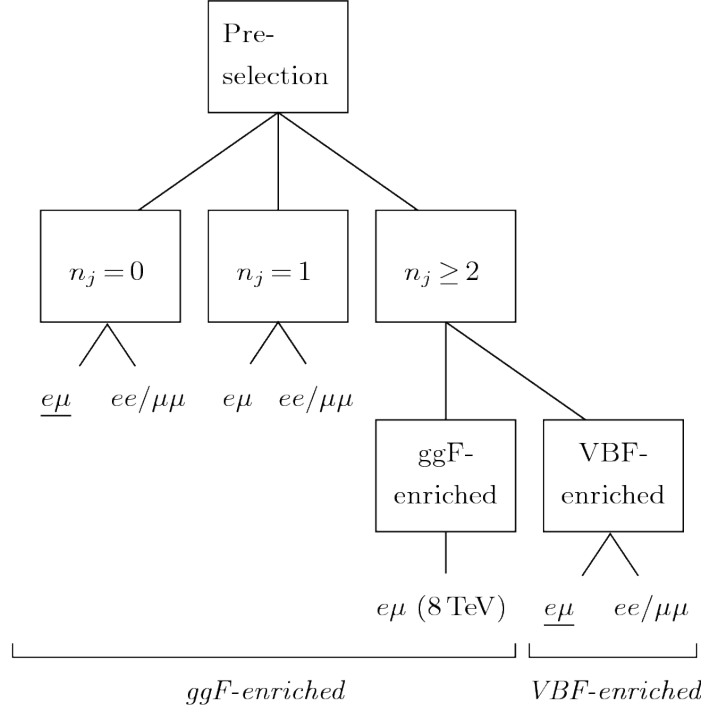 Pre-
selection
n_j = 0
n_j = 1
n_j ≥ 2
eμ
ee/μμ
eμ
ee/μμ
ggF-
enriched
VBF-
enriched
eμ (8 TeV)
eμ
ee/μμ
ggF-enriched
VBF-enriched